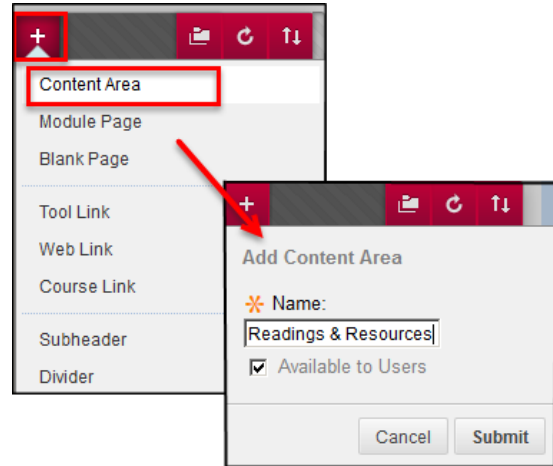 Content Area
Module Page
Blank Page
Tool Link
Web Link
Course Link
Subheader
Divider
Add Content Area
Name:
Readings & Resources
Available to Users
Cancel Submit